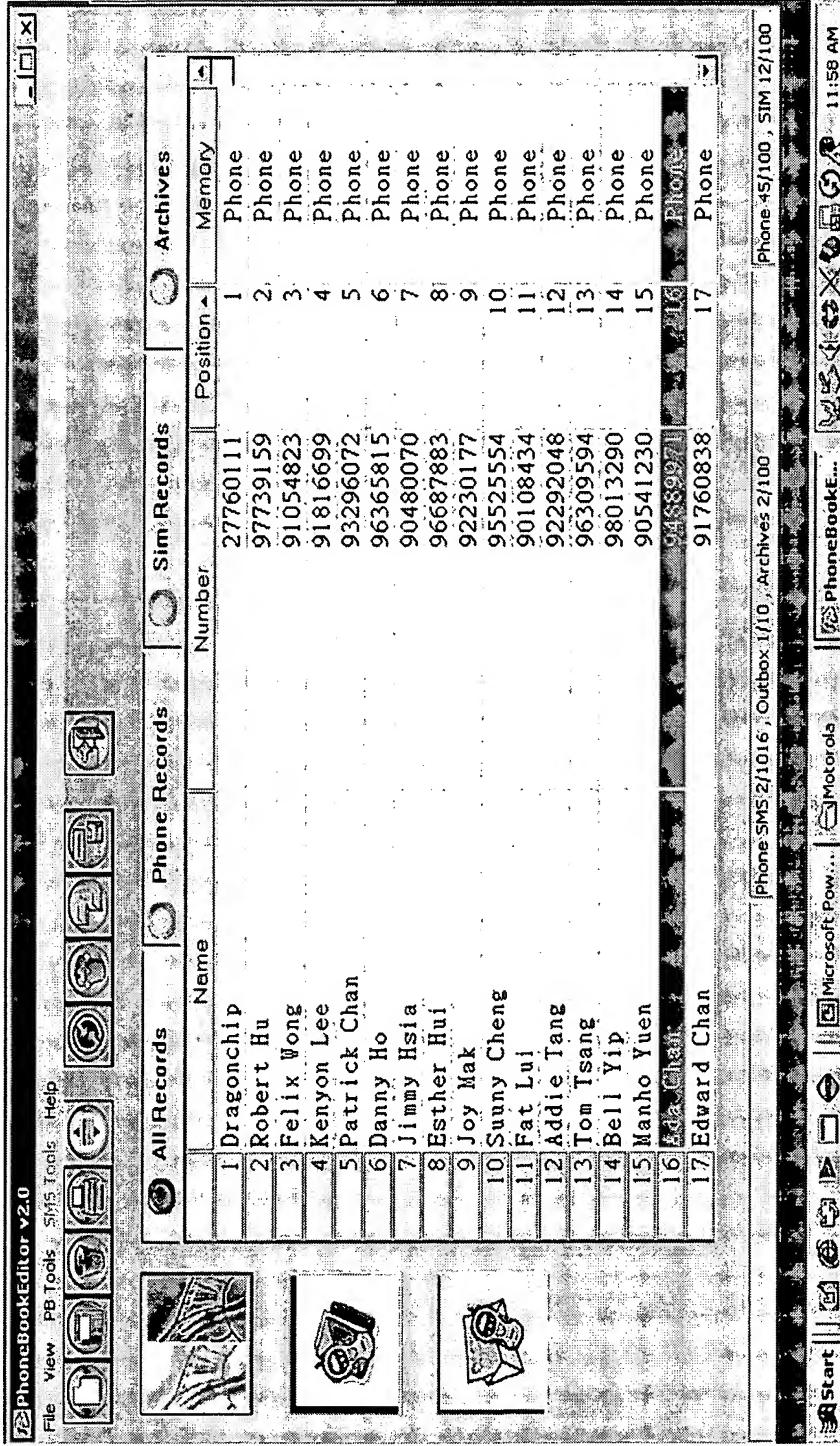 PhoneBookEditor v2.0
File View PB Tools SMS Tools Help
All Records Phone Records Sim Records Archives
Name Number Position Memory
1 Dragonchip 27760111 1 Phone
2 Robert Hu 97739159 2 Phone
3 Felix Wong 91054823 3 Phone
4 Kenyon Lee 91816699 4 Phone
5 Patrick Chan 93296072 5 Phone
6 Danny Ho 96365815 6 Phone
7 Jimmy Hsia 90480070 7 Phone
8 Esther Hui 96687883 8 Phone
9 Joy Mak 92230177 9 Phone
10 Suuny Cheng 95525554 10 Phone
11 Fat Lui 90108434 11 Phone
12 Addie Tang 92292048 12 Phone
13 Tom Tsang 96309594 13 Phone
14 Bell Yip 98013290 14 Phone
15 Manho Yuen 90541230 15 Phone
16 Ada Chan 16 Phone
17 Edward Chan 91760838 17 Phone
Phone SMS 2/1016 , Outbox 1/10 , Archives 2/100 Phone 45/100 , SIM 12/100
Start Microsoft Pow... Motorola PhoneBookE... 11:58 AM